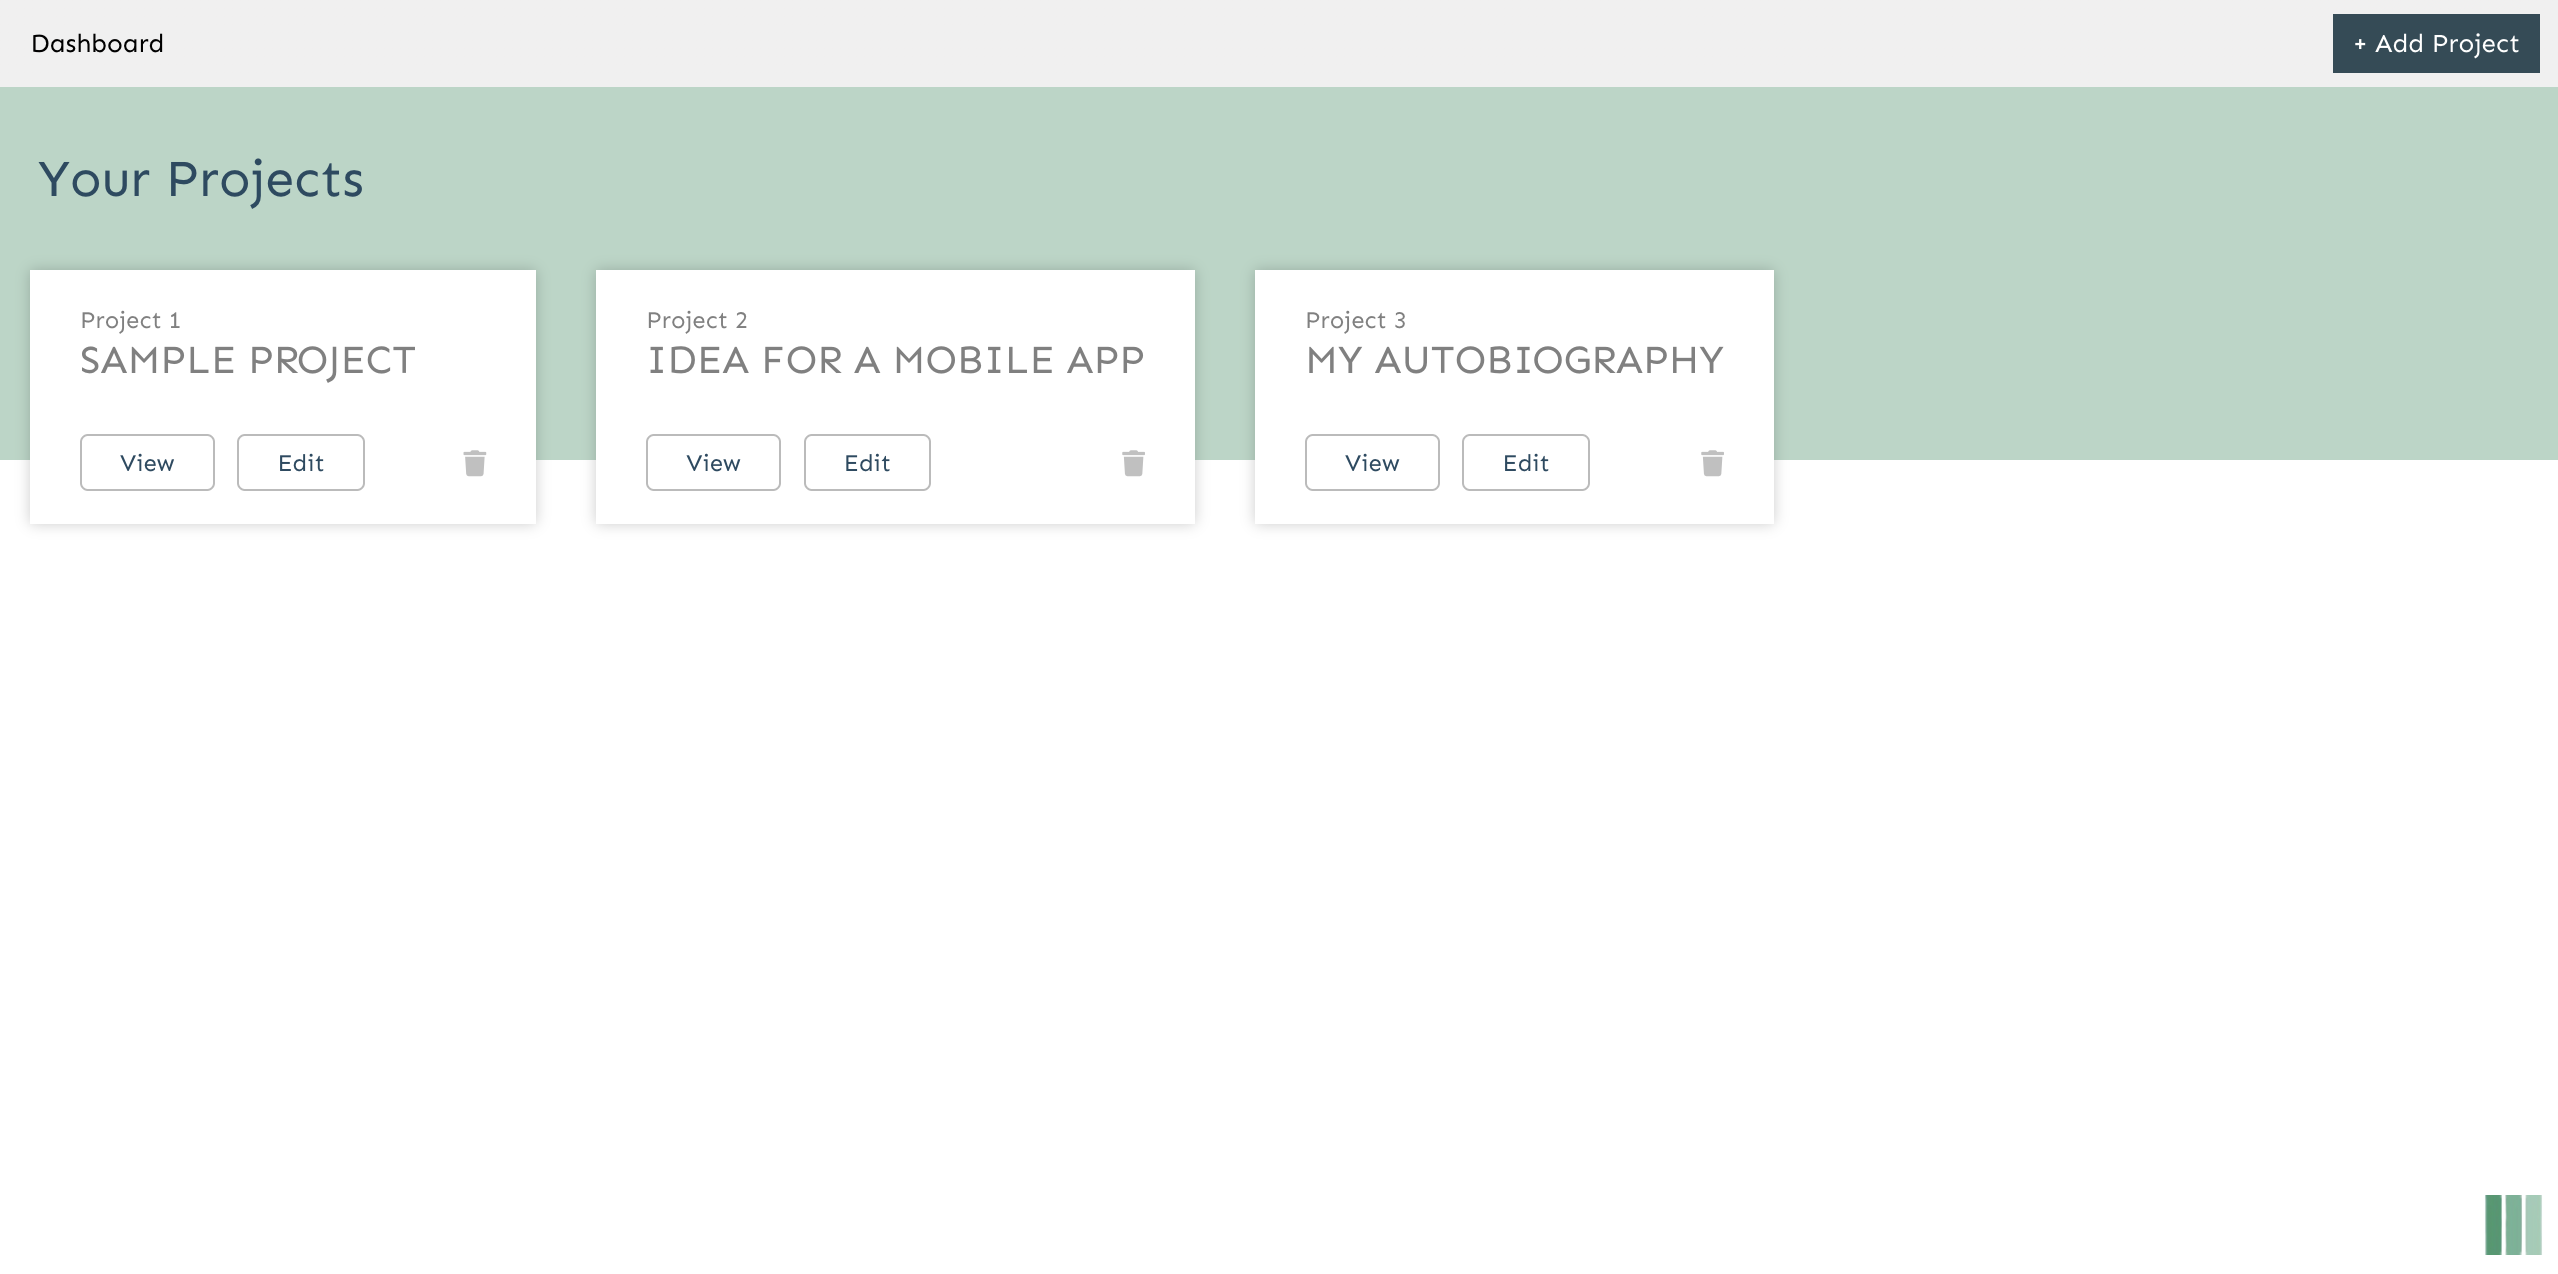 Dashboard
+ Add Project
Your Projects
Project 1
SAMPLE PROJECT
View
Edit
Project 2
IDEA FOR A MOBILE APP
View
Edit
Project 3
MY AUTOBIOGRAPHY
View
Edit